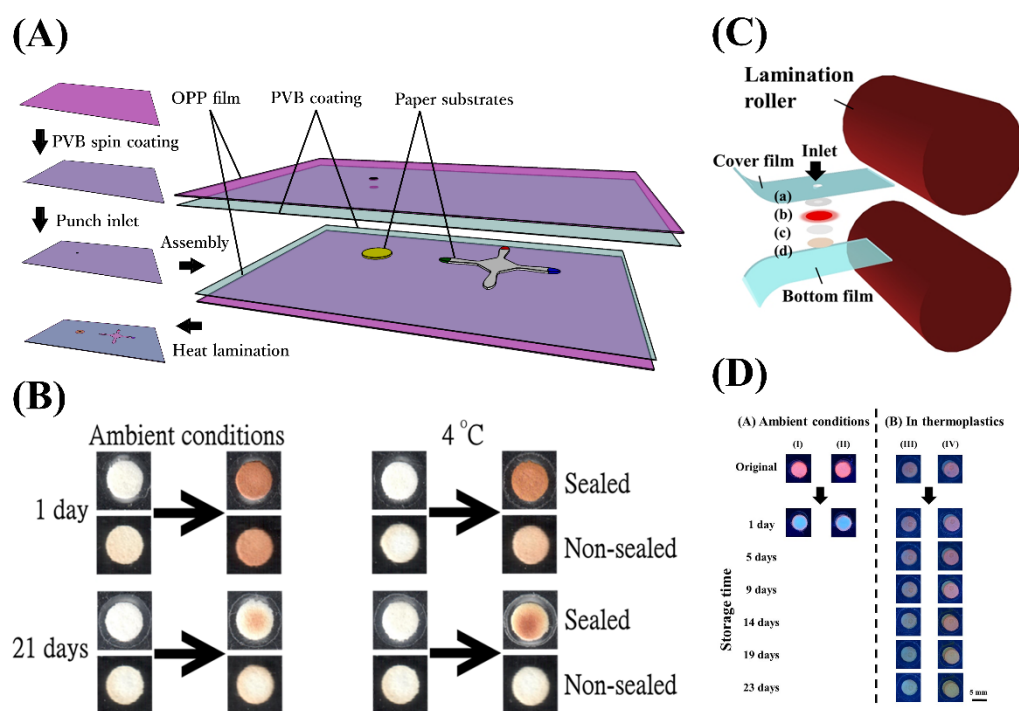 (A)
OPP film
PVB coating
Paper substrates
PVB spin coating
Punch inlet
Assembly
Heat lamination
(B)
Ambient conditions
4 °C
1 day
Sealed
Non-sealed
21 days
Sealed
Non-sealed
(C)
Lamination
roller
Inlet
Cover film
(a)
(b)
(c)
(d)
Bottom film
(D)
(A) Ambient conditions
(B) In thermoplastics
(I)
(II)
(III)
(IV)
Original
Storage time
1 day
5 days
9 days
14 days
19 days
23 days
5 mm